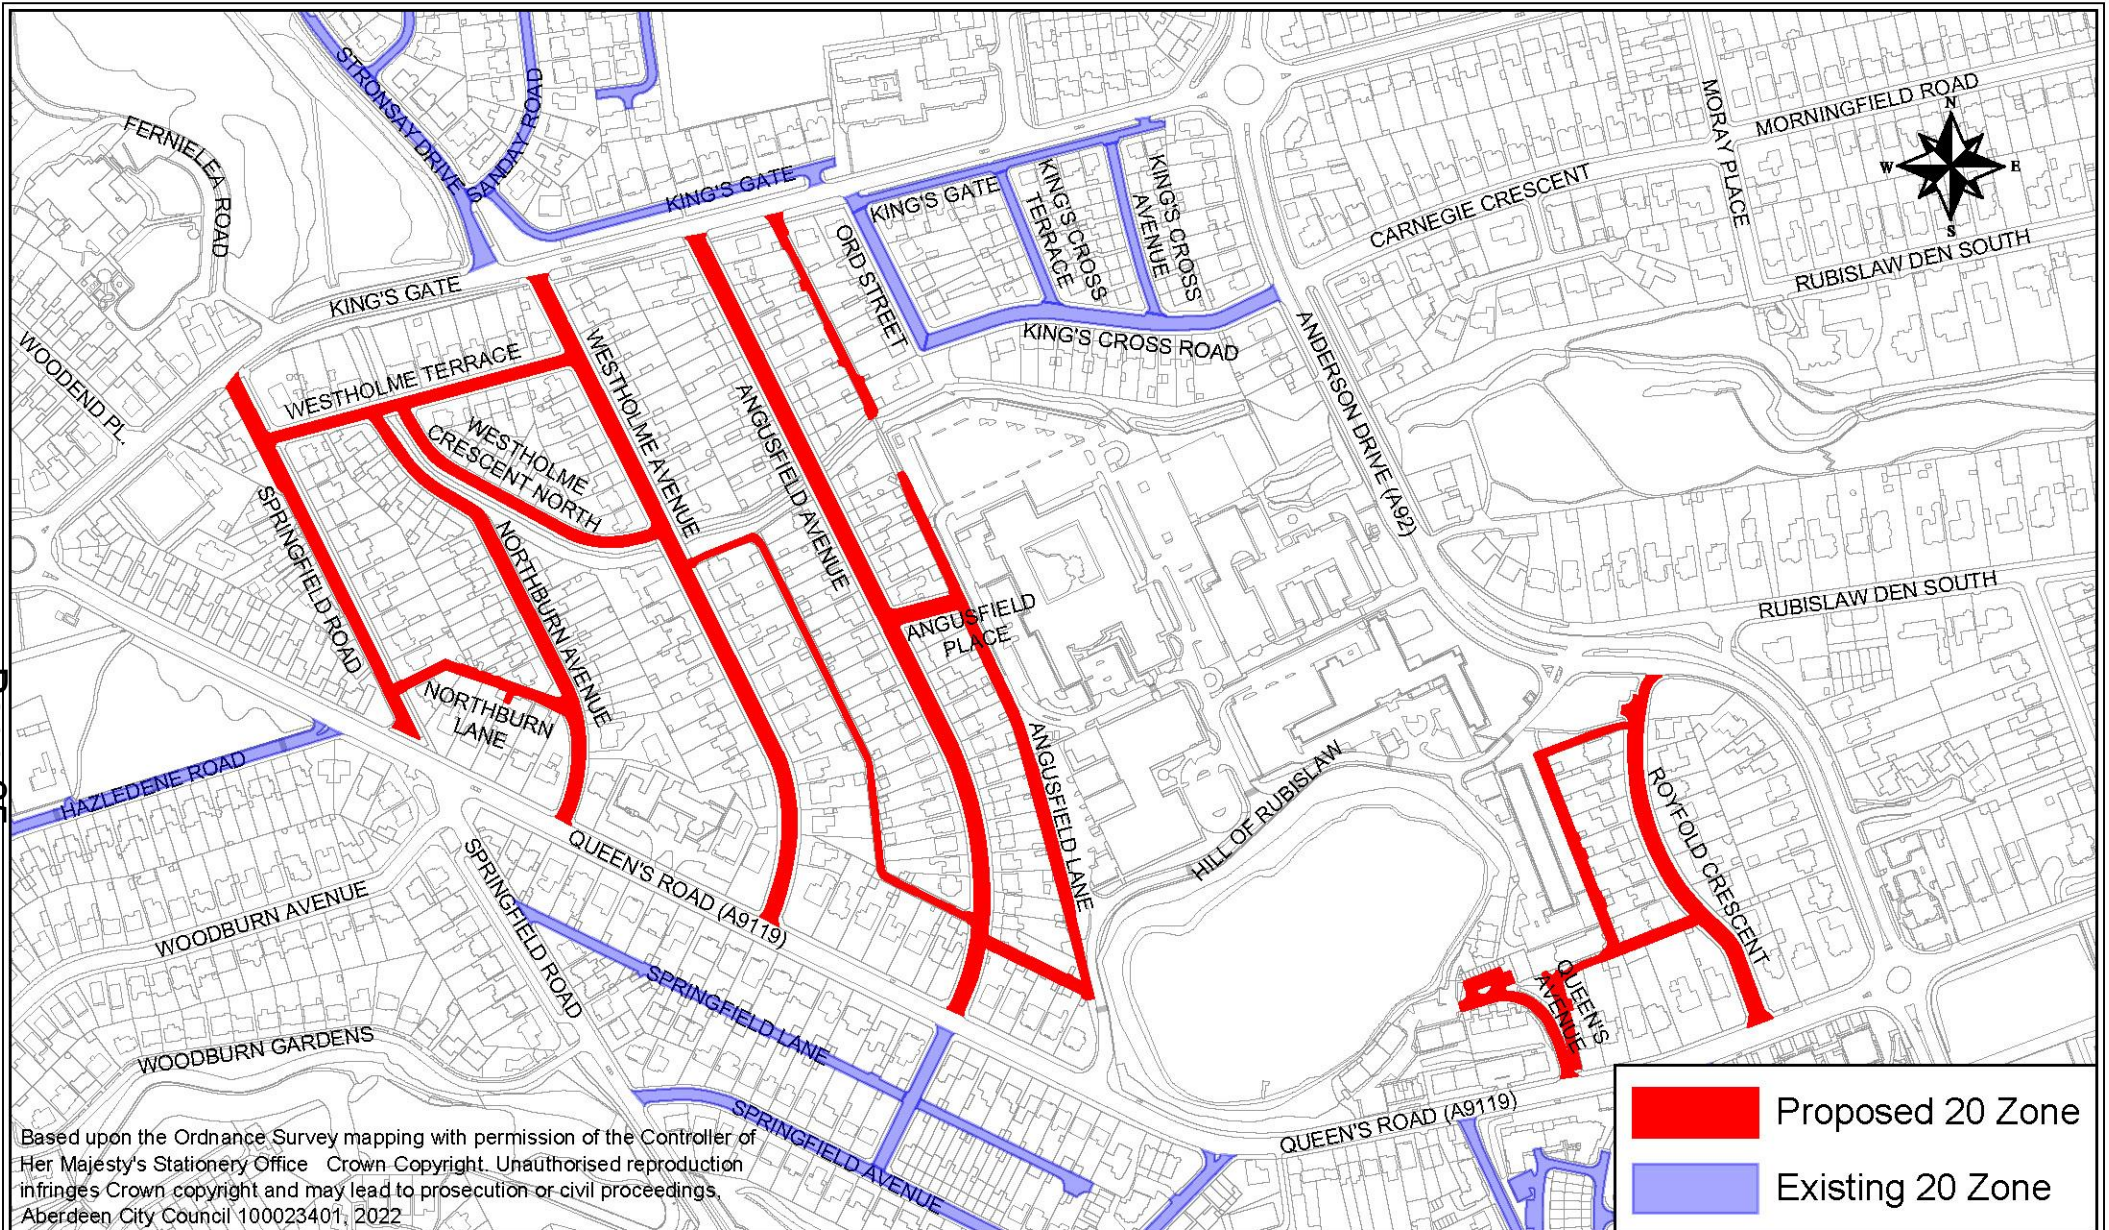 STRONSAY DRIVE
SANDAY ROAD
FERNIELEA ROAD
KING'S GATE
KING'S GATE
KING'S GATE
KING'S CROSS
TERRACE
KING'S CROSS
AVENUE
ORD STREET
KING'S CROSS ROAD
MORAY PLACE
MORNINGFIELD ROAD
CARNEGIE CRESCENT
RUBISLAW DEN SOUTH
N
W
E
S
WOODEND PL.
WESTHOLME TERRACE
WESTHOLME AVENUE
WESTHOLME
CRESCENT NORTH
ANGUSFIELD AVENUE
ANDERSON DRIVE (A92)
SPRINGFIELD ROAD
NORTHBURN AVENUE
NORTHBURN
LANE
ANGUSFIELD
PLACE
ANGUSFIELD LANE
RUBISLAW DEN SOUTH
HILL OF RUBISLAW
ROYFOLD CRESCENT
HAZLEDENE ROAD
WOODBURN AVENUE
QUEEN'S ROAD (A9119)
SPRINGFIELD ROAD
SPRINGFIELD LANE
QUEEN'S
AVENUE
WOODBURN GARDENS
SPRINGFIELD AVENUE
QUEEN'S ROAD (A9119)
Proposed 20 Zone
Existing 20 Zone
Based upon the Ordnance Survey mapping with permission of the Controller of
Her Majesty's Stationery Office Crown Copyright. Unauthorised reproduction
infringes Crown copyright and may lead to prosecution or civil proceedings,
Aberdeen City Council 100023401, 2022